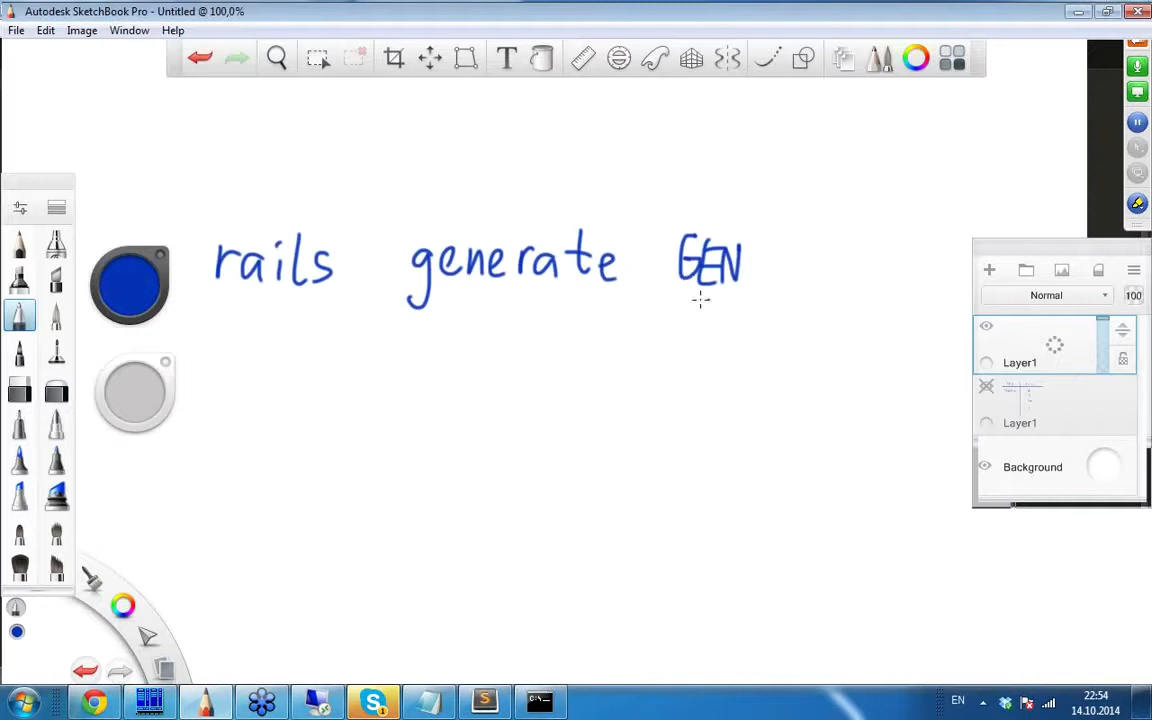 Autodesk SketchBook Pro - Untitled @ 100,0%
File Edit Image Window Help
T
rails generate GEN
Normal 100
Layer1
Layer1
Background
S
1
S
EN
22:54
14.10.2014